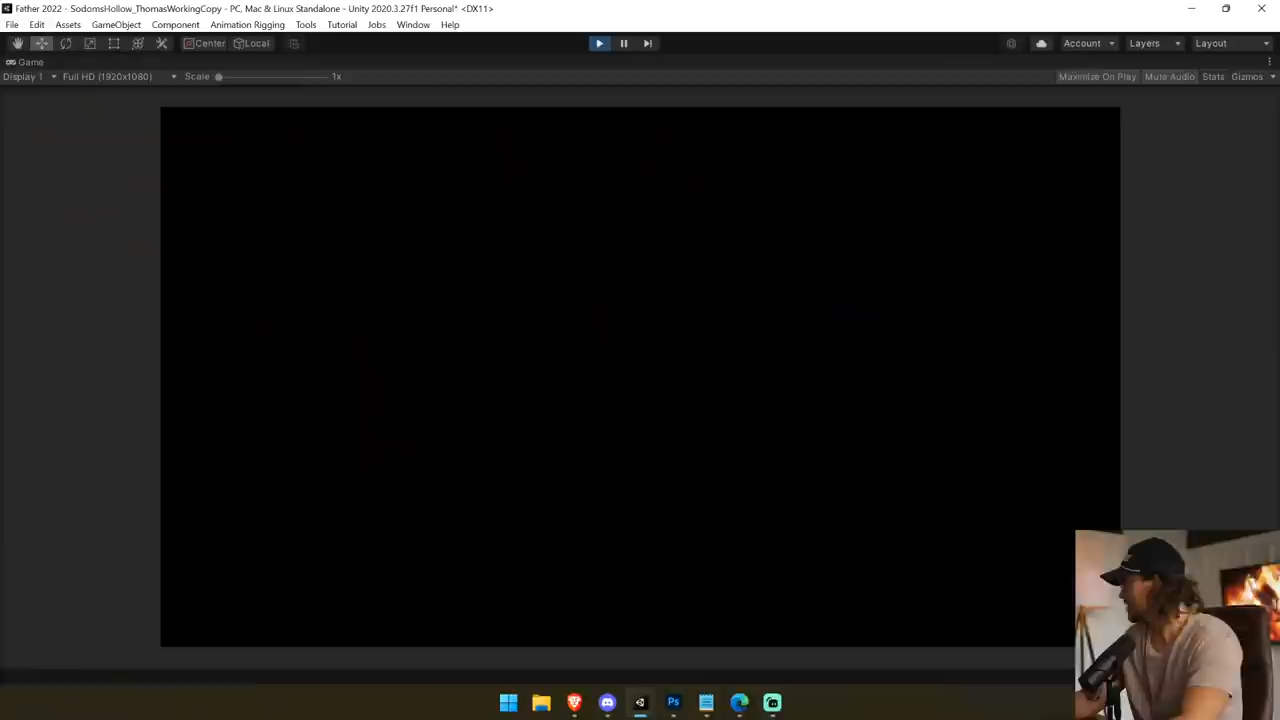 Father 2022 - SodomsHollow_ThomasWorkingCopy - PC, Mac & Linux Standalone - Unity 2020.3.27f1 Personal* <DX11>
File Edit Assets GameObject Component Animation Rigging Tools Tutorial Jobs Window Help
Center Local Account Layers Layout
Game
Display 1 Full HD (1920x1080) Scale 1x Maximize On Play Mute Audio Stats Gizmos
Ps